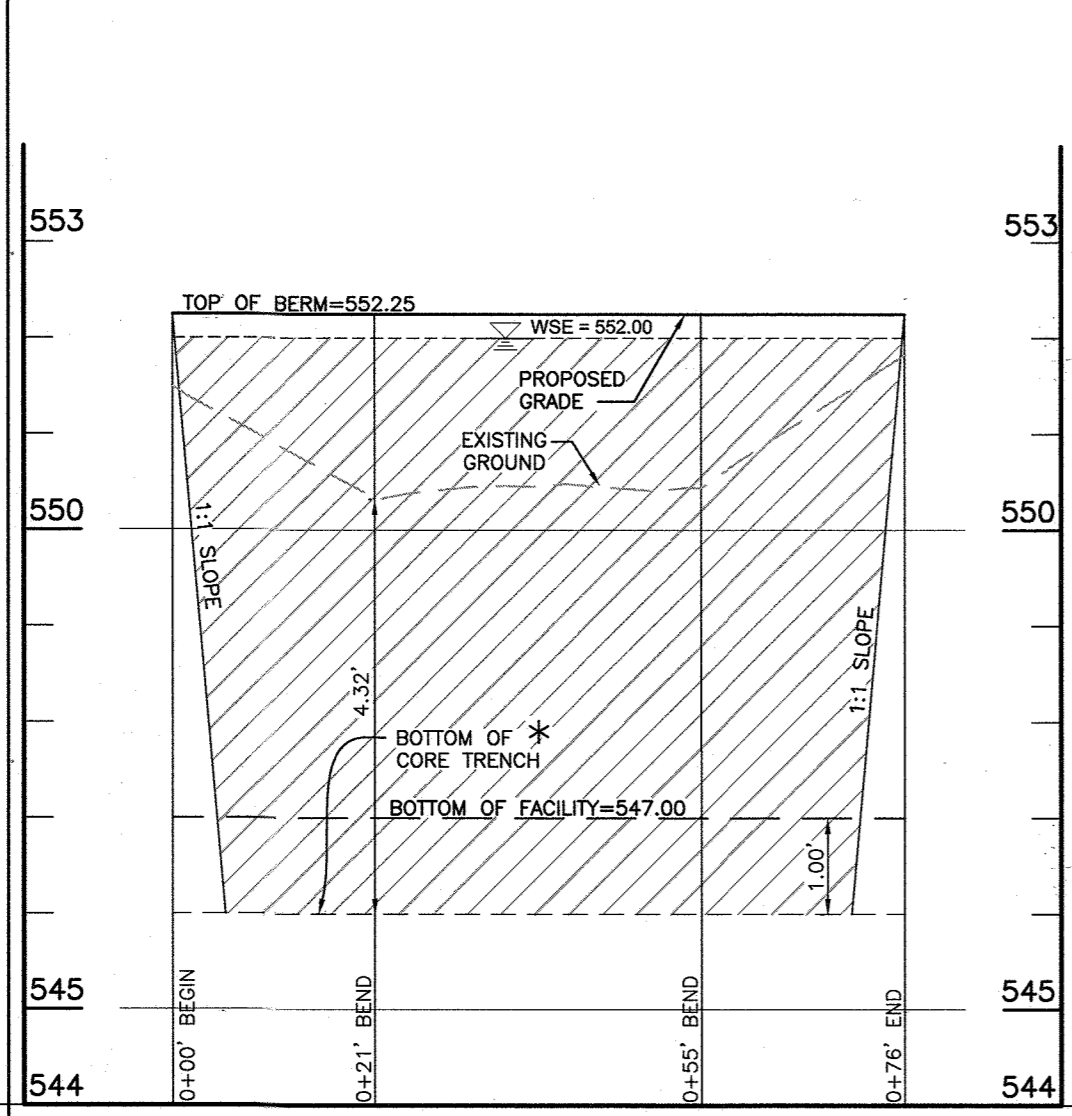 553
553
TOP OF BERM=552.25
WSE = 552.00
PROPOSED
GRADE
EXISTING
GROUND
550
550
1:1 SLOPE
1:1 SLOPE
4.32'
BOTTOM OF *
CORE TRENCH
BOTTOM OF FACILITY=547.00
1.00'
545
545
0+00' BEGIN
0+21' BEND
0+55' BEND
0+76' END
544
544